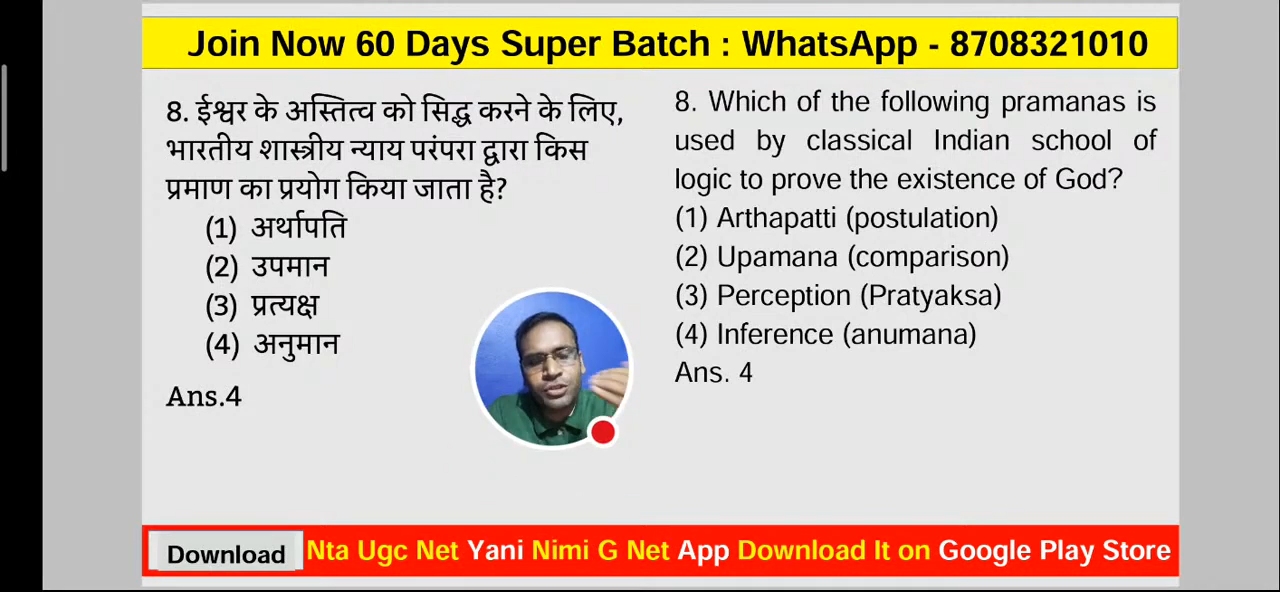 Join Now 60 Days Super Batch : WhatsApp - 8708321010
8. ईश्वर के अस्तित्व को सिद्ध करने के लिए,
भारतीय शास्त्रीय न्याय परंपरा द्वारा किस
प्रमाण का प्रयोग किया जाता है?
(1) अर्थापति
(2) उपमान
(3) प्रत्यक्ष
(4) अनुमान
Ans.4
8. Which of the following pramanas is
used by classical Indian school of
logic to prove the existence of God?
(1) Arthapatti (postulation)
(2) Upamana (comparison)
(3) Perception (Pratyaksa)
(4) Inference (anumana)
Ans. 4
Download Nta Ugc Net Yani Nimi G Net App Download It on Google Play Store